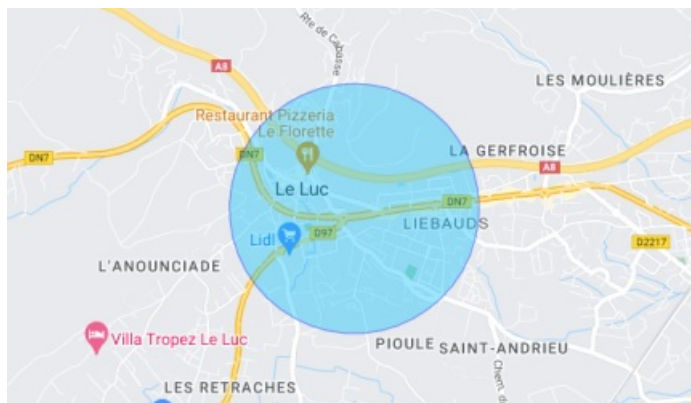 Rte de Cabasse
A8
LES MOULIÈRES
Restaurant Pizzeria
Le Florette
DN7
DN7
LA GERFROISE
A8
Le Luc
DN7
LIEBAUDS
D97
Lidl
D2217
L'ANOUNCIADE
Villa Tropez Le Luc
PIOULE
SAINT-ANDRIEU
LES RETRACHES